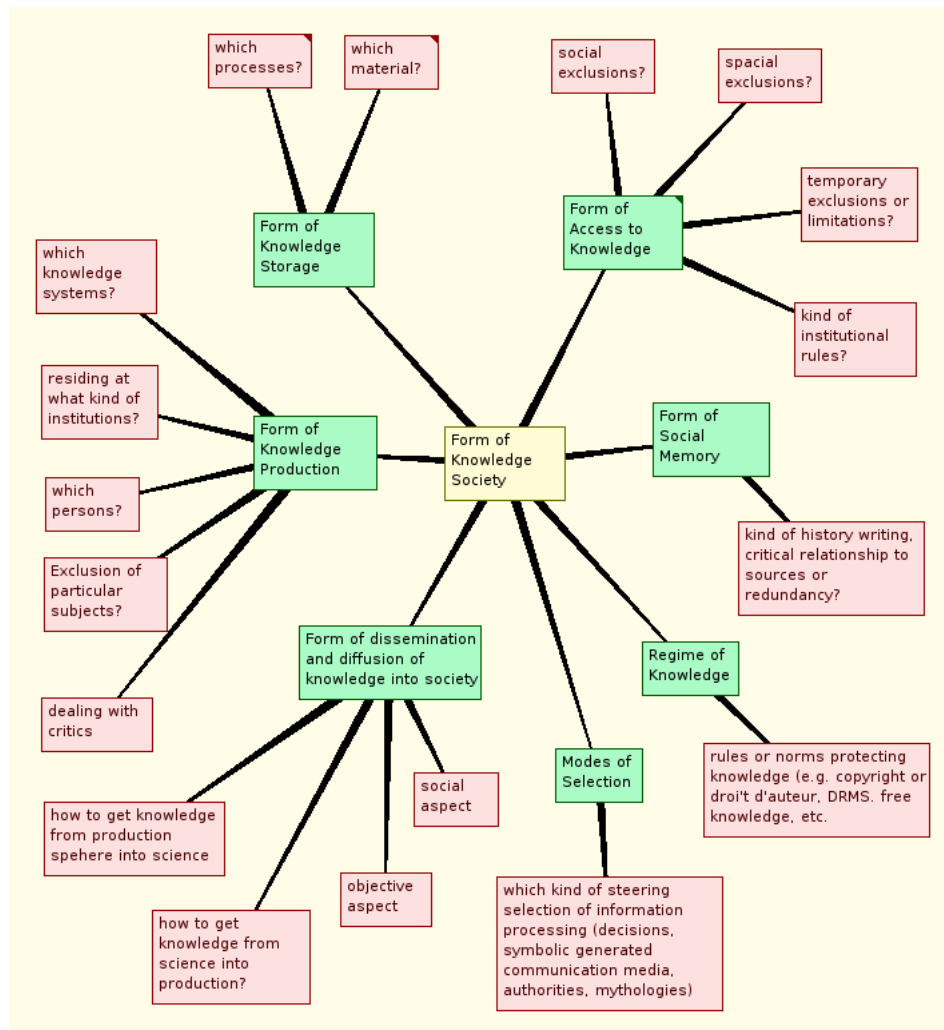 which
processes?
which
material?
social
exclusions?
spacial
exclusions?
temporary
exclusions or
limitations?
Form of
Access to
Knowledge
Form of
Knowledge
Storage
which
knowledge
systems?
kind of
institutional
rules?
residing at
what kind of
institutions?
Form of
Knowledge
Production
Form of
Knowledge
Society
Form of
Social
Memory
which
persons?
kind of history writing,
critical relationship to
sources or
redundancy?
Exclusion of
particular
subjects?
Form of dissemination
and diffusion of
knowledge into society
Regime of
Knowledge
dealing with
critics
Modes of
Selection
rules or norms protecting
knowledge (e.g. copyright or
droi't d'auteur, DRMS. free
knowledge, etc.
social
aspect
how to get knowledge
from production
spehere into science
objective
aspect
which kind of steering
selection of information
processing (decisions,
symbolic generated
communication media,
authorities, mythologies)
how to get
knowledge from
science into
production?